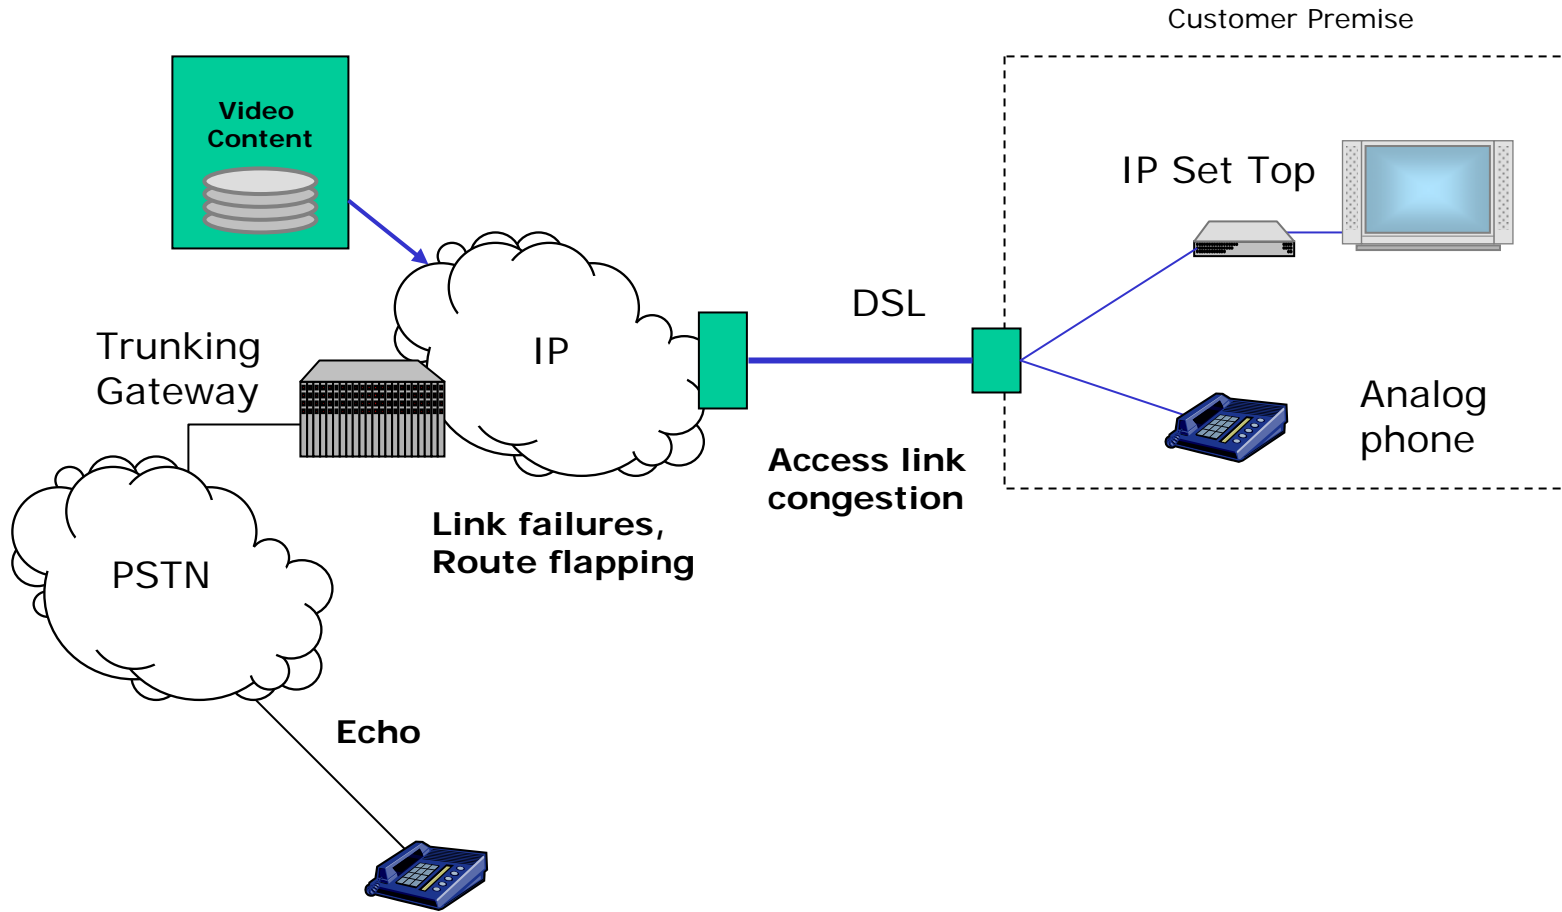 Customer Premise
Video
Content
IP Set Top
DSL
IP
Trunking
Gateway
Analog
phone
Access link
congestion
Link failures,
Route flapping
PSTN
Echo